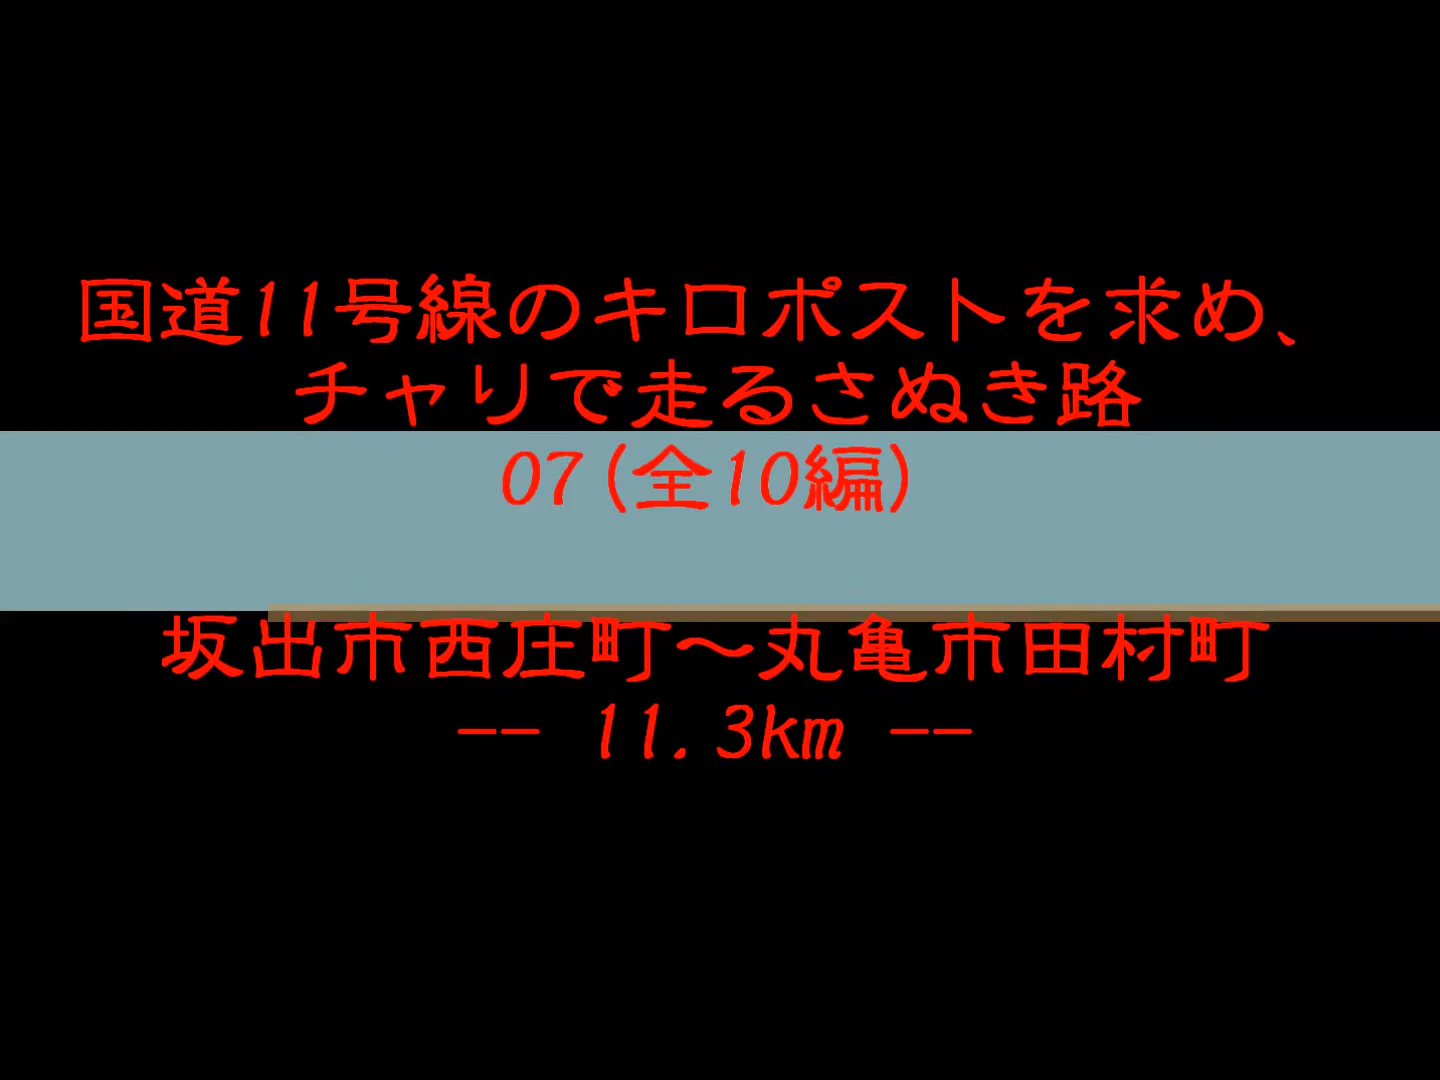 国道11号線のキロポストを求め、
チャリで走るさぬき路
07(全10編)
坂出市西庄町～丸亀市田村町
-- 11.3km --